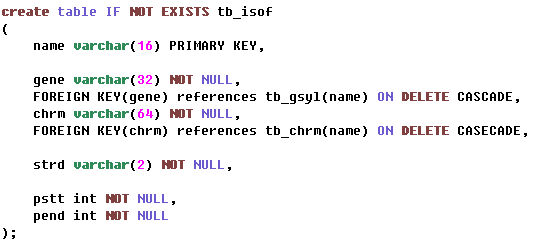 create table IF NOT EXISTS tb_isof
(
name varchar(16) PRIMARY KEY,
gene varchar(32) NOT NULL,
FOREIGN KEY(gene) references tb_gsyl(name) ON DELETE CASCADE,
chrm varchar(64) NOT NULL,
FOREIGN KEY(chrm) references tb_chrm(name) ON DELETE CASECADE,
strd varchar(2) NOT NULL,
pstt int NOT NULL,
pend int NOT NULL
);